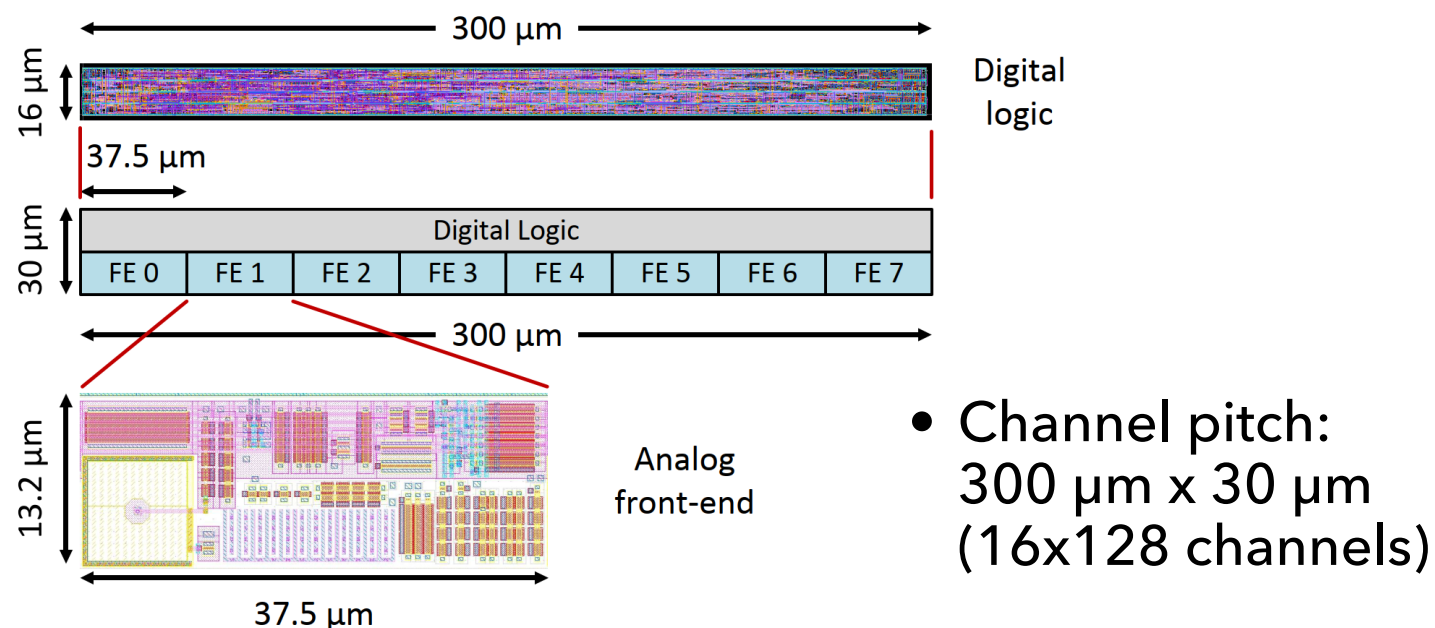 300 μm
16 μm
Digital
logic
37.5 μm
30 μm
Digital Logic
FE 0 FE 1 FE 2 FE 3 FE 4 FE 5 FE 6 FE 7
300 μm
13.2 μm
Analog
front-end
37.5 μm
• Channel pitch:
300 μm x 30 μm
(16x128 channels)